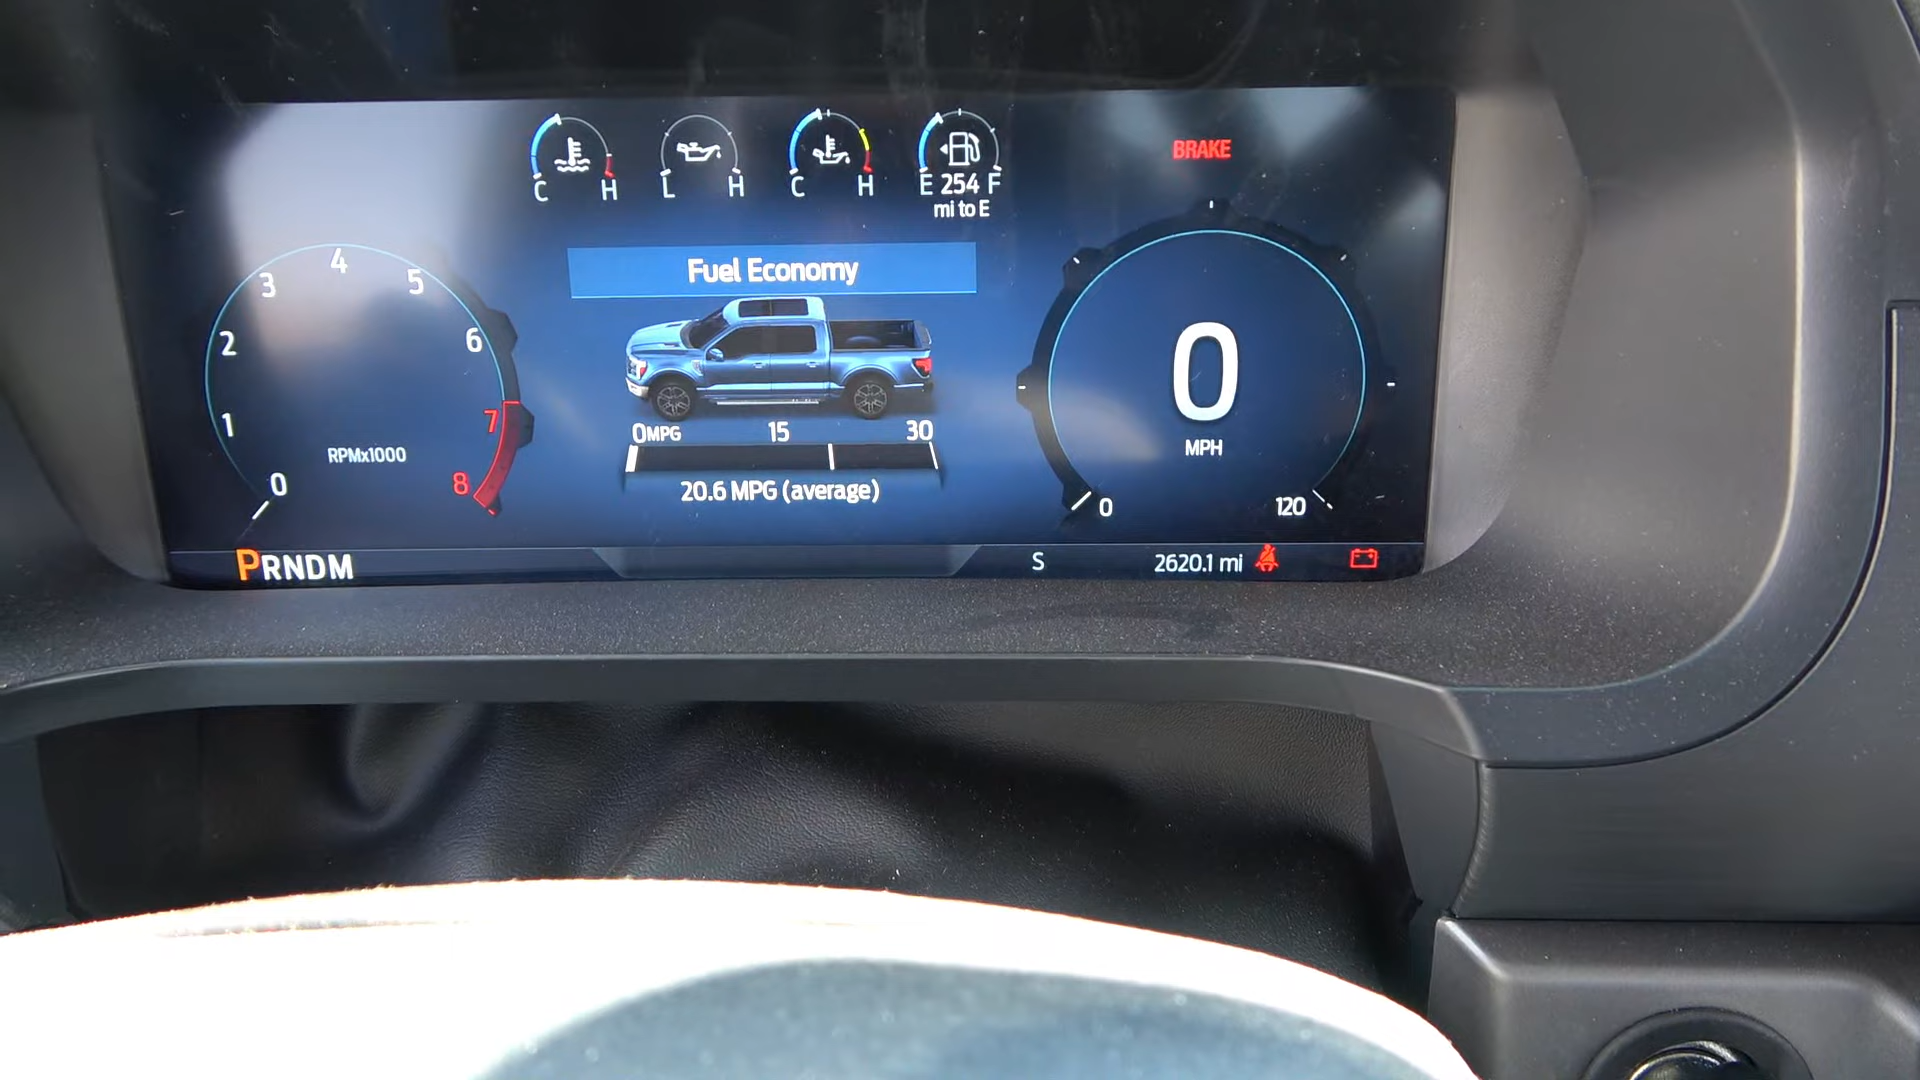 C H
L H
C H
E 254 F
mi to E
BRAKE
Fuel Economy
0 1 2 3 4 5 6 7 8
RPMx1000
0MPG 15 30
20.6 MPG (average)
0
MPH
0 120
PRNDM
S
2620.1 mi